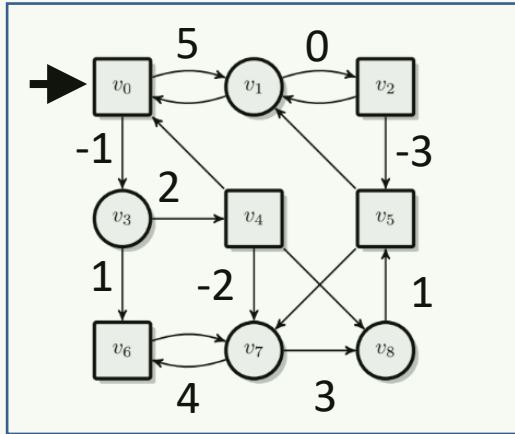 5 0
v₀ v₁ v₂
-1 2 -3
v₃ v₄ v₅
1 -2 1
v₆ v₇ v₈
4 3